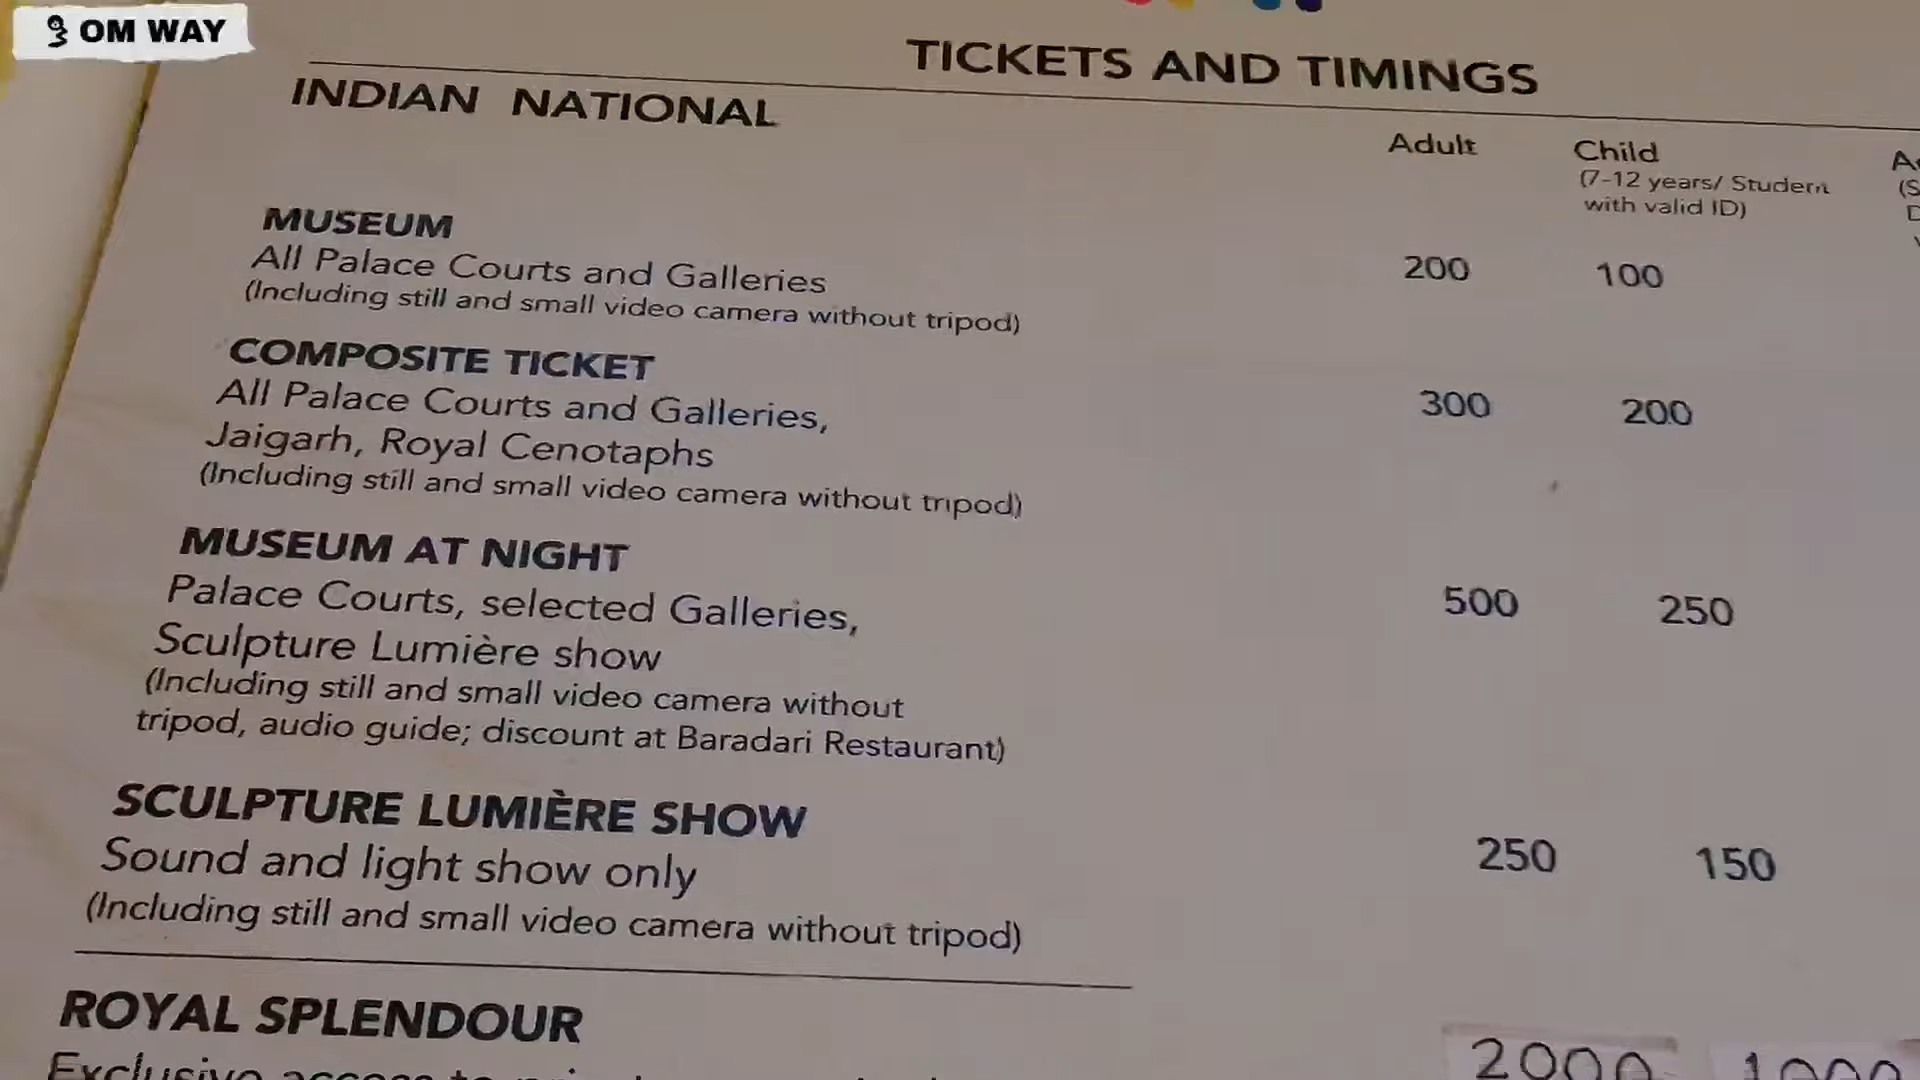 OM WAY
TICKETS AND TIMINGS
INDIAN NATIONAL
Adult
Child
(7-12 years/ Student
with valid ID)
MUSEUM
All Palace Courts and Galleries
(Including still and small video camera without tripod)
200 100
COMPOSITE TICKET
All Palace Courts and Galleries,
Jaigarh, Royal Cenotaphs
(Including still and small video camera without tripod)
300 200
MUSEUM AT NIGHT
Palace Courts, selected Galleries,
Sculpture Lumière show
(Including still and small video camera without
tripod, audio guide; discount at Baradari Restaurant)
500 250
SCULPTURE LUMIÈRE SHOW
Sound and light show only
(Including still and small video camera without tripod)
250 150
ROYAL SPLENDOUR
Exclusive access to
2000 1000